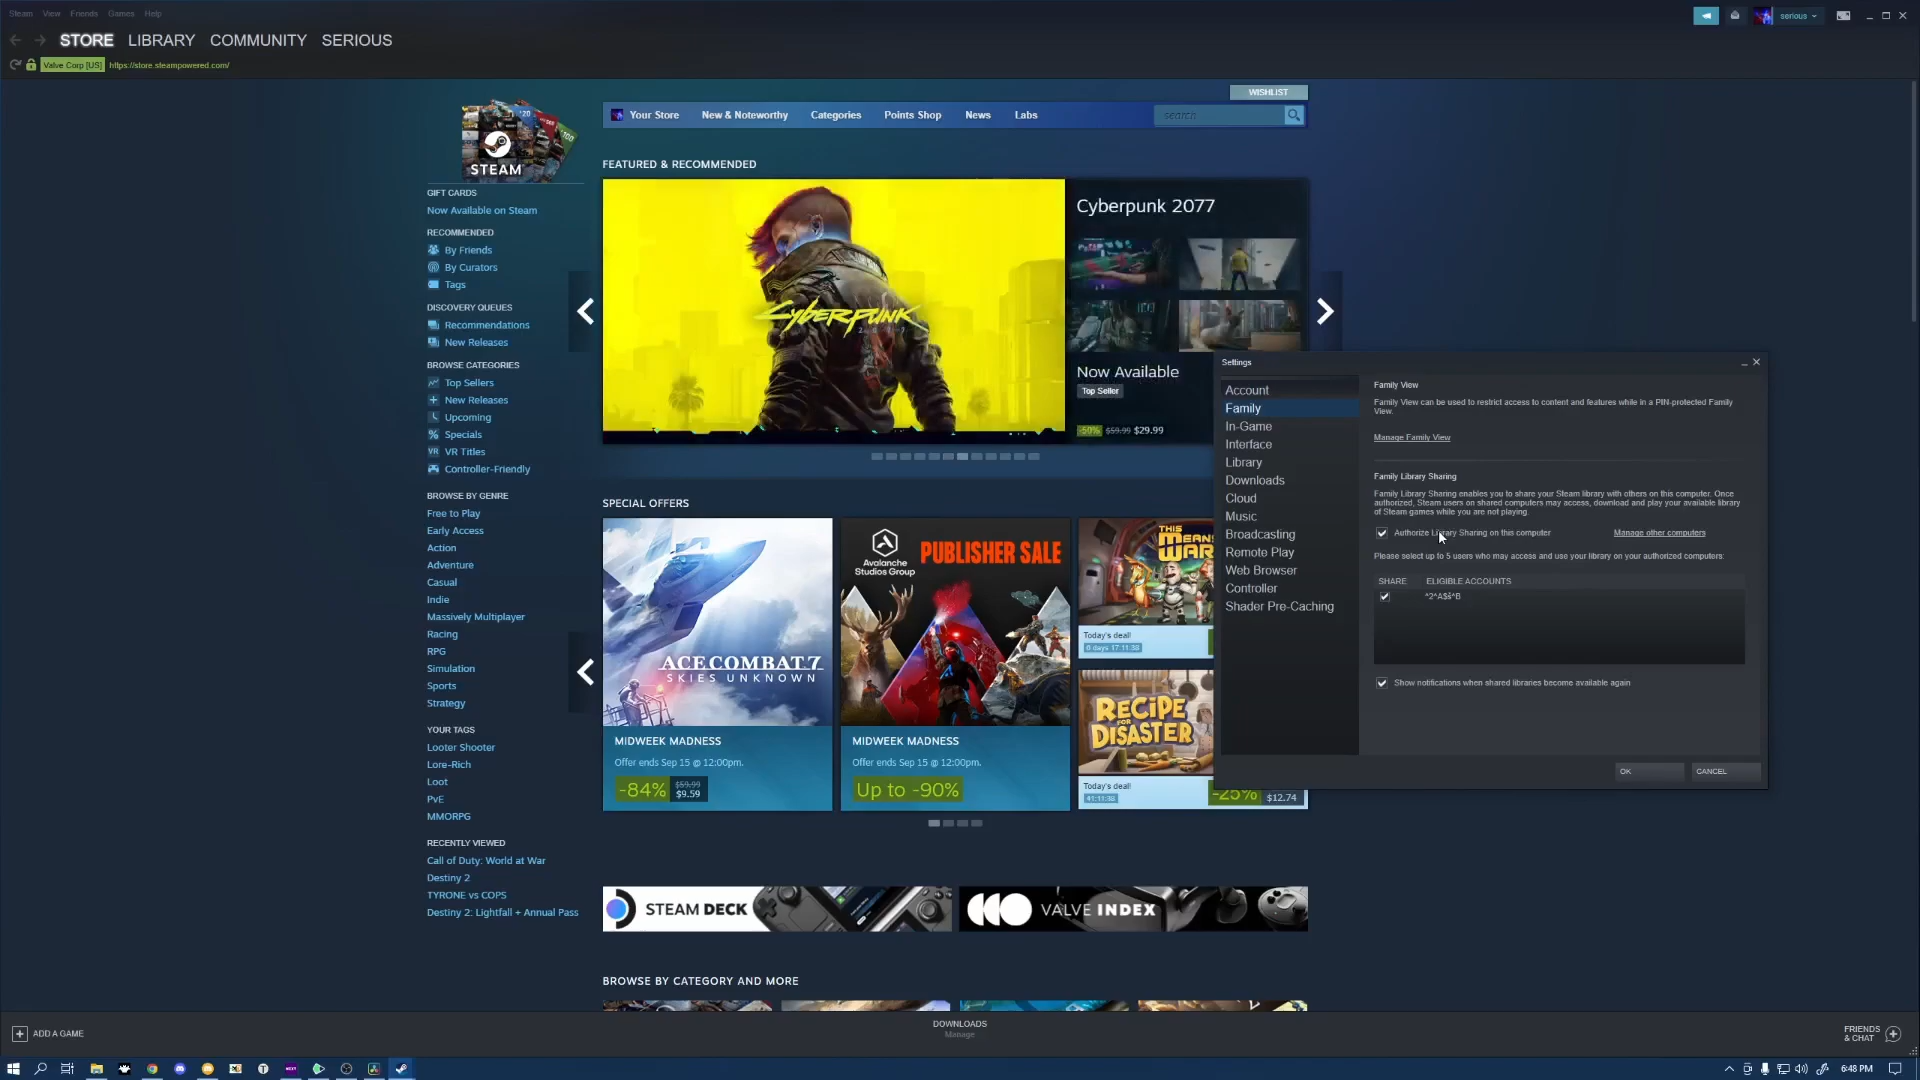 Steam View Friends Games Help
serious
STORE LIBRARY COMMUNITY SERIOUS
Valve Corp [US] https://store.steampowered.com/
WISHLIST
Your Store New & Noteworthy Categories Points Shop News Labs search
STEAM
GIFT CARDS
Now Available on Steam
RECOMMENDED
By Friends
By Curators
Tags
DISCOVERY QUEUES
Recommendations
New Releases
BROWSE CATEGORIES
Top Sellers
New Releases
Upcoming
Specials
VR VR Titles
Controller-Friendly
BROWSE BY GENRE
Free to Play
Early Access
Action
Adventure
Casual
Indie
Massively Multiplayer
Racing
RPG
Simulation
Sports
Strategy
YOUR TAGS
Looter Shooter
Lore-Rich
Loot
PvE
MMORPG
RECENTLY VIEWED
Call of Duty: World at War
Destiny 2
TYRONE vs COPS
Destiny 2: Lightfall + Annual Pass
FEATURED & RECOMMENDED
Cyberpunk
2077
Cyberpunk 2077
Now Available
Top Seller
-50% $59.99 $29.99
SPECIAL OFFERS
ACE COMBAT 7
SKIES UNKNOWN
MIDWEEK MADNESS
Offer ends Sep 15 @ 12:00pm.
-84% $59.99 $9.59
Avalanche
Studios Group
PUBLISHER SALE
MIDWEEK MADNESS
Offer ends Sep 15 @ 12:00pm.
Up to -90%
THIS
MEANS
WAR
Today's deal!
RECIPE
FOR
DISASTER
Today's deal!
-25% $12.74
STEAM DECK
VALVE INDEX
BROWSE BY CATEGORY AND MORE
Settings
Account
Family
In-Game
Interface
Library
Downloads
Cloud
Music
Broadcasting
Remote Play
Web Browser
Controller
Shader Pre-Caching
Family View
Family View can be used to restrict access to content and features while in a PIN-protected Family
View.
Manage Family View
Family Library Sharing
Family Library Sharing enables you to share your Steam library with others on this computer. Once
authorized, Steam users on shared computers may access, download and play your available library
of Steam games while you are not playing.
Authorize Library Sharing on this computer Manage other computers
Please select up to 5 users who may access and use your library on your authorized computers:
SHARE ELIGIBLE ACCOUNTS
Show notifications when shared libraries become available again
OK CANCEL
ADD A GAME
DOWNLOADS
Manage
FRIENDS
& CHAT
6:48 PM